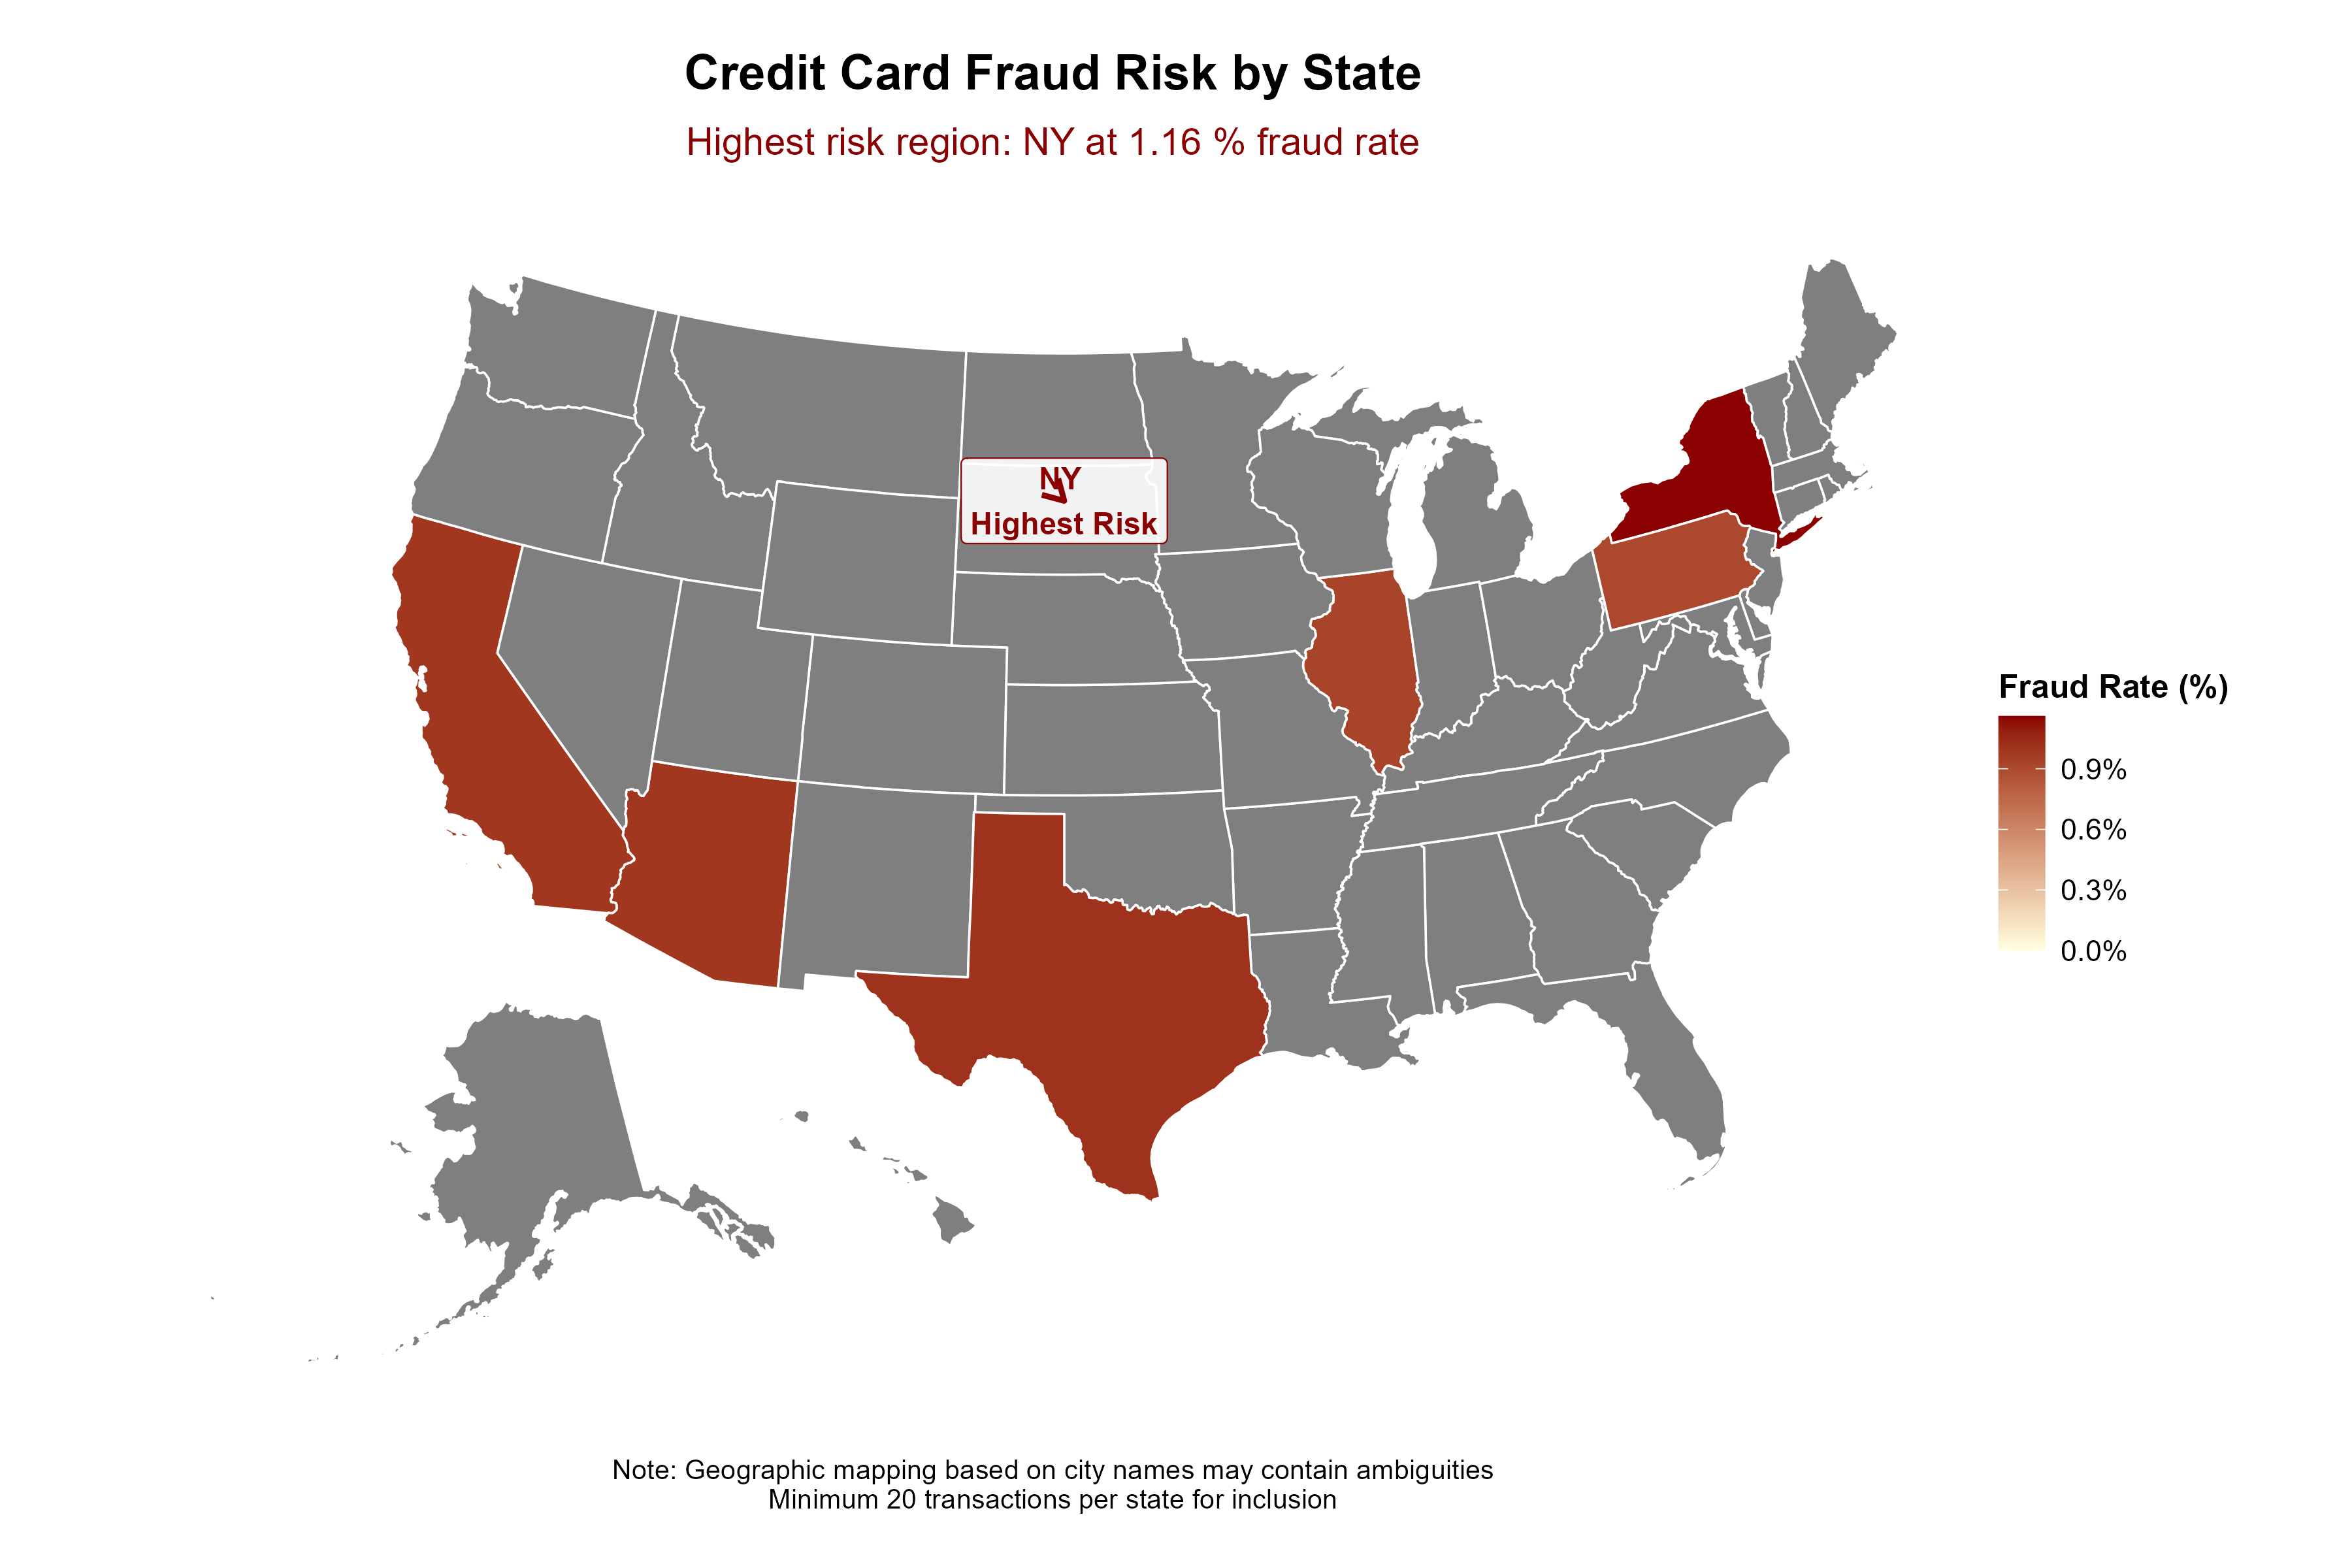 Credit Card Fraud Risk by State
Highest risk region: NY at 1.16 % fraud rate
NY
Highest Risk
Fraud Rate (%)
0.9%
0.6%
0.3%
0.0%
Note: Geographic mapping based on city names may contain ambiguities
Minimum 20 transactions per state for inclusion